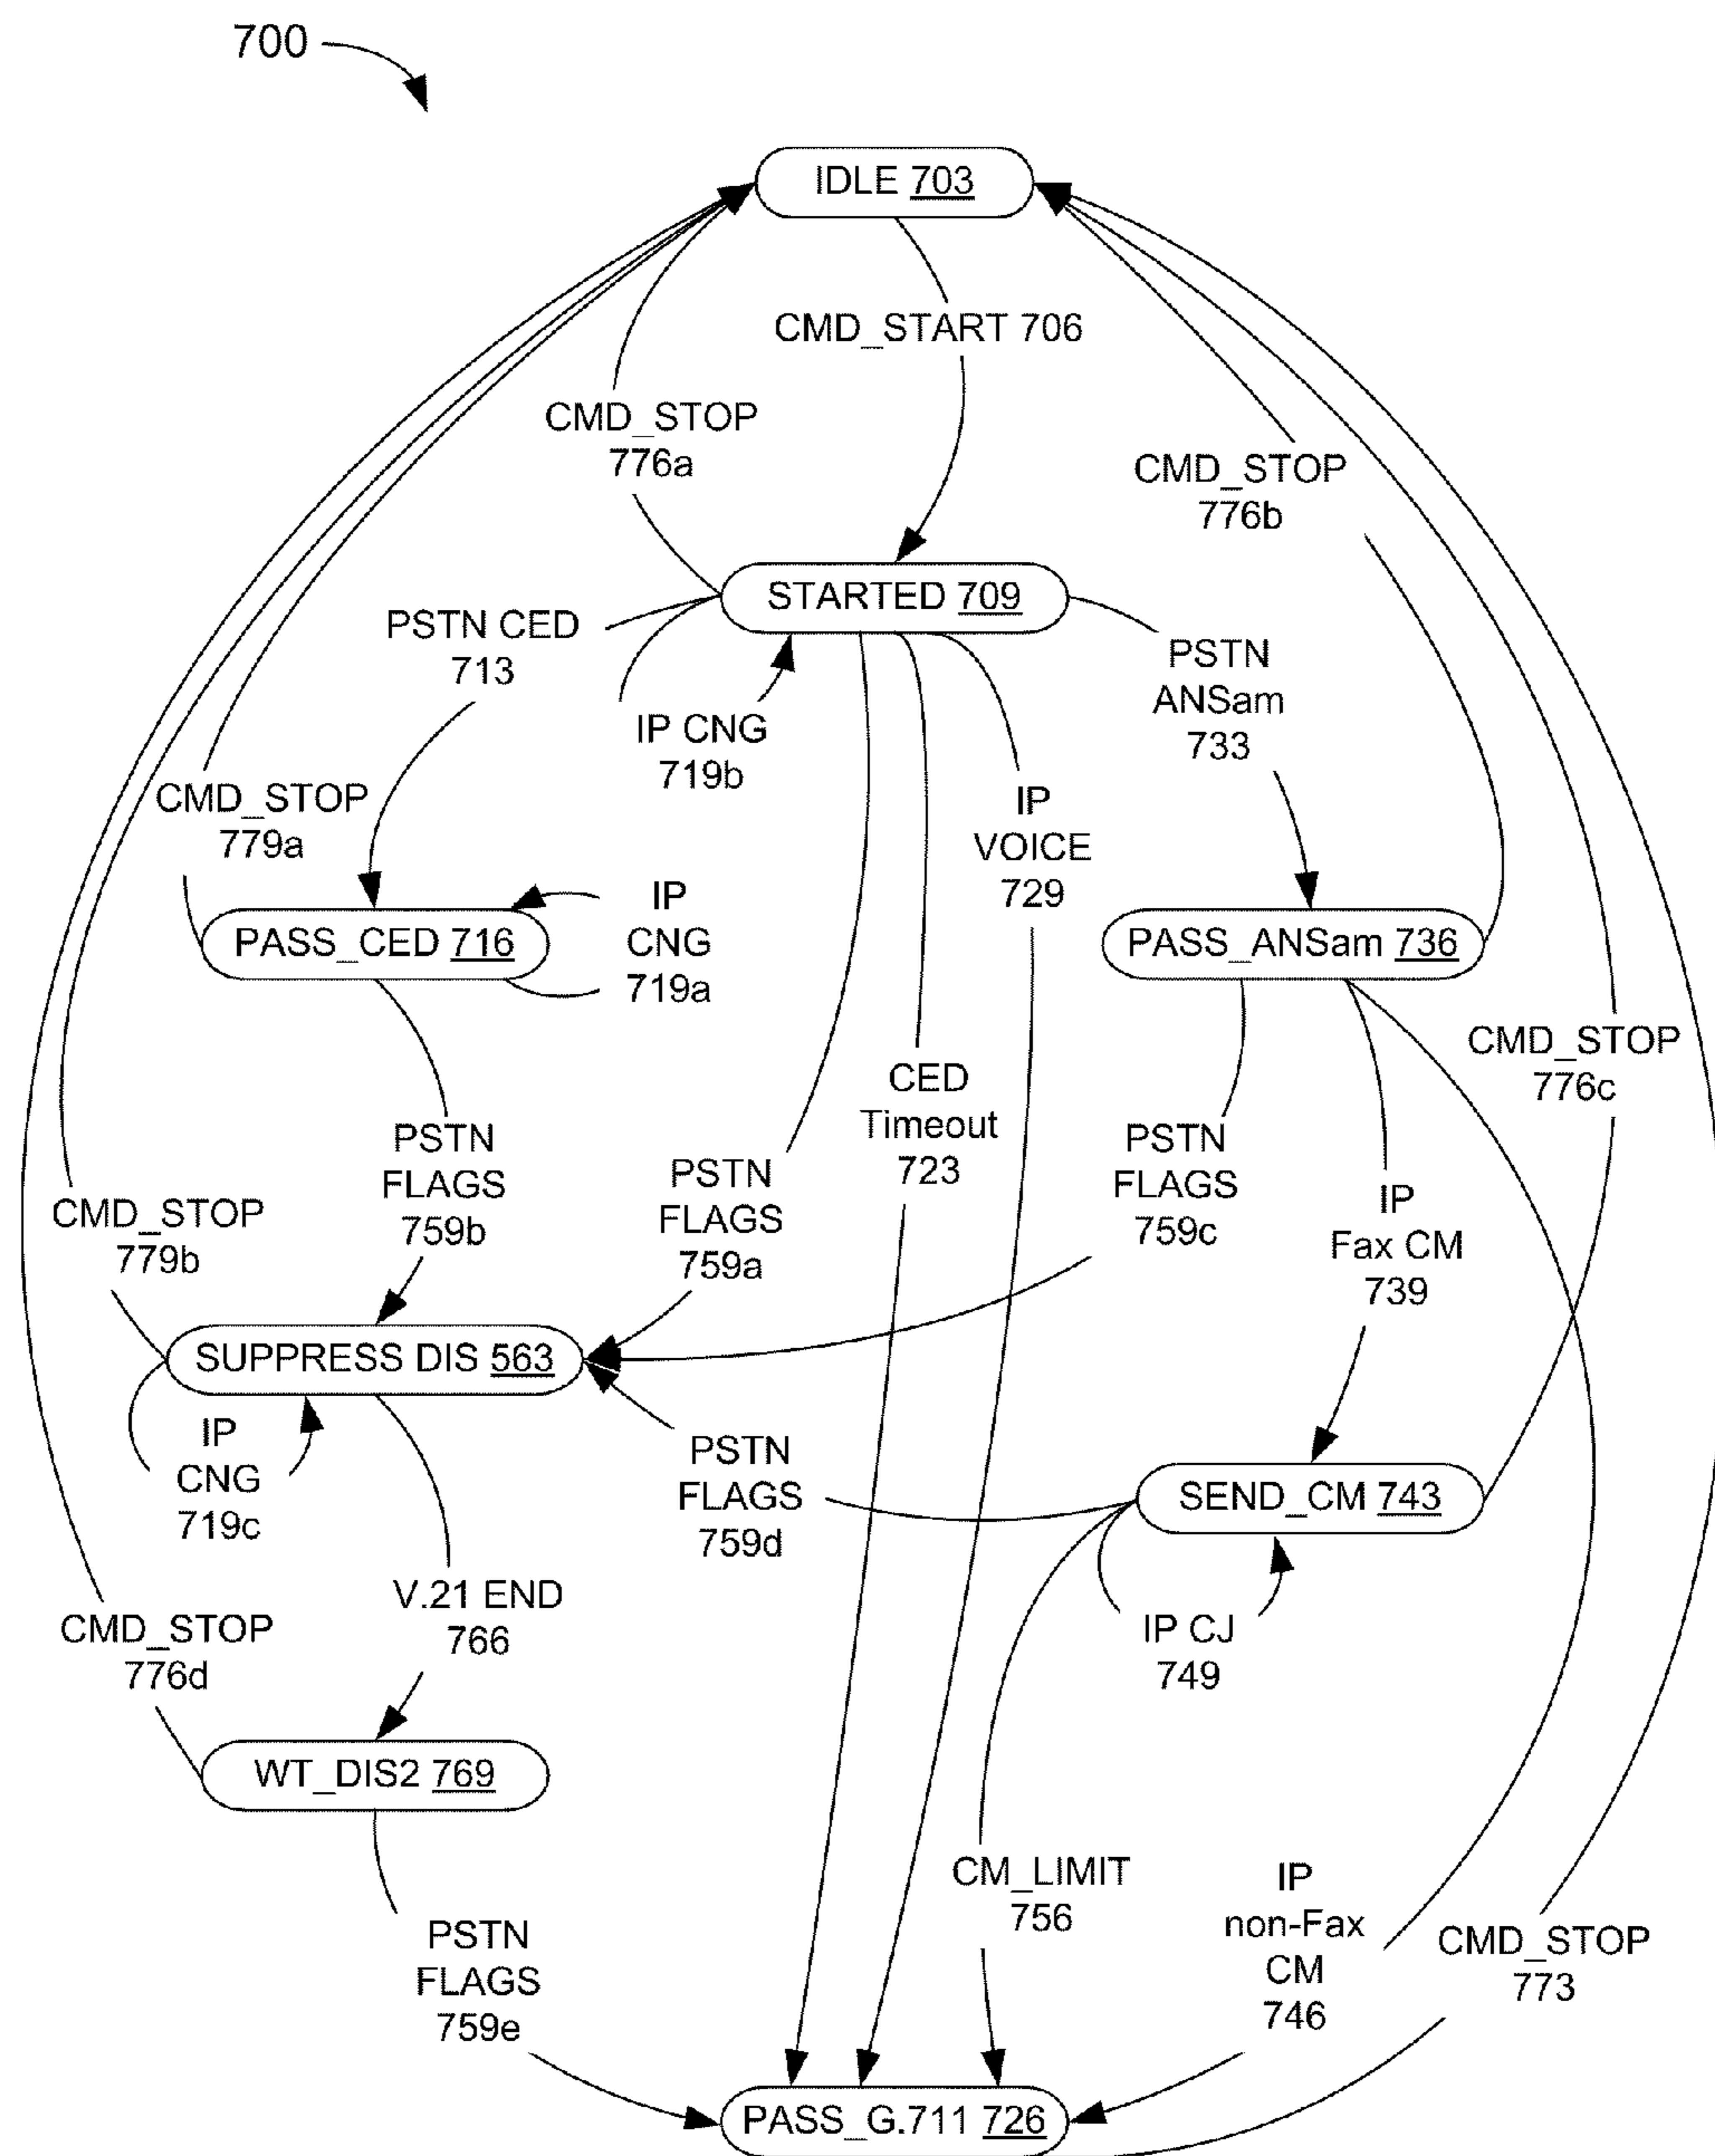 700
IDLE 703
CMD_START 706
CMD_STOP
776a
CMD_STOP
776b
STARTED 709
PSTN CED
713
PSTN
ANSam
733
IP CNG
719b
IP
VOICE
729
CMD_STOP
779a
IP
CNG
719a
PASS_CED 716
PASS_ANSam 736
CMD_STOP
776c
CED
Timeout
723
PSTN
FLAGS
759b
PSTN
FLAGS
759a
PSTN
FLAGS
759c
IP
Fax CM
739
CMD_STOP
779b
SUPPRESS DIS 563
IP
CNG
719c
PSTN
FLAGS
759d
SEND_CM 743
V.21 END
766
IP CJ
749
CMD_STOP
776d
WT_DIS2 769
CM_LIMIT
756
IP
non-Fax
CM
746
CMD_STOP
773
PSTN
FLAGS
759e
PASS_G.711 726